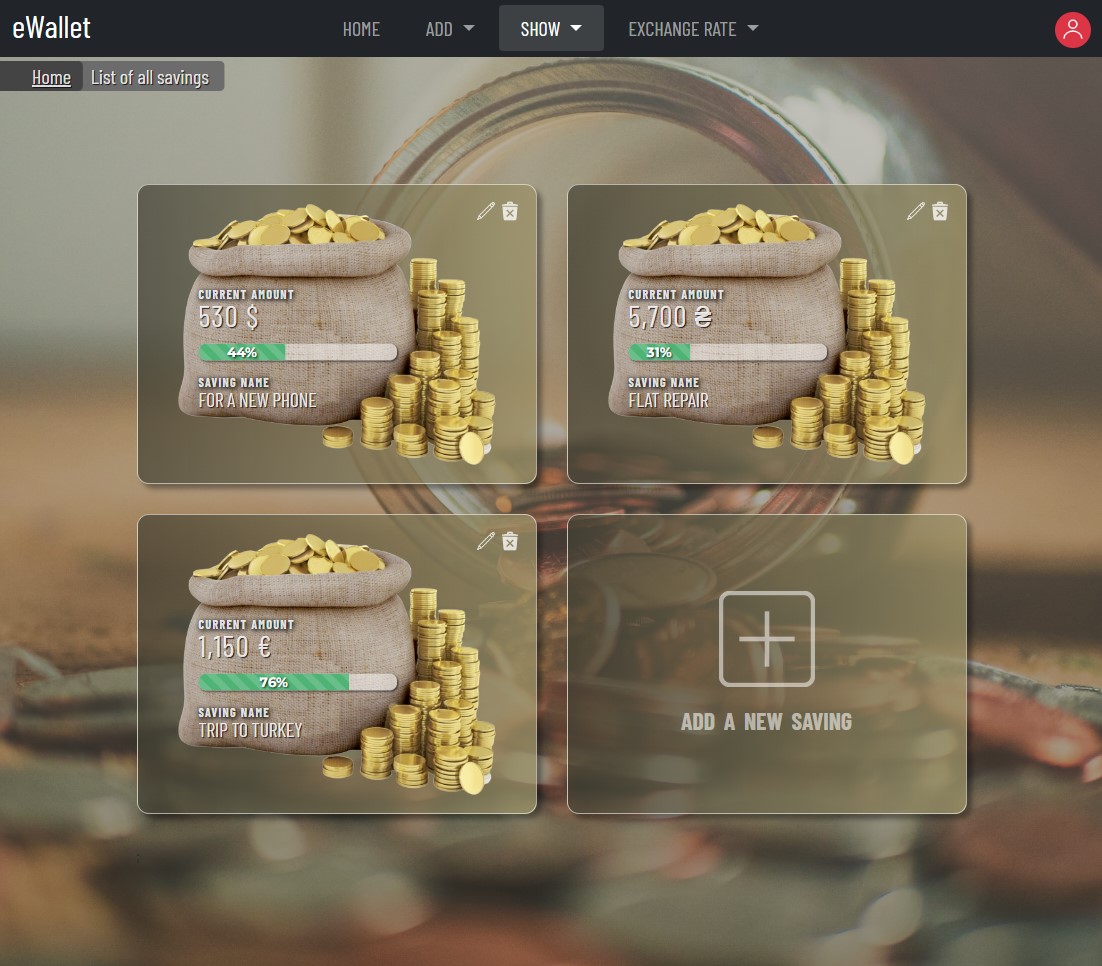 eWallet
HOME
ADD
SHOW
EXCHANGE RATE
Home
List of all savings
CURRENT AMOUNT
530 $
44%
SAVING NAME
FOR A NEW PHONE
CURRENT AMOUNT
5,700 ₴
31%
SAVING NAME
FLAT REPAIR
CURRENT AMOUNT
1,150 €
76%
SAVING NAME
TRIP TO TURKEY
ADD A NEW SAVING